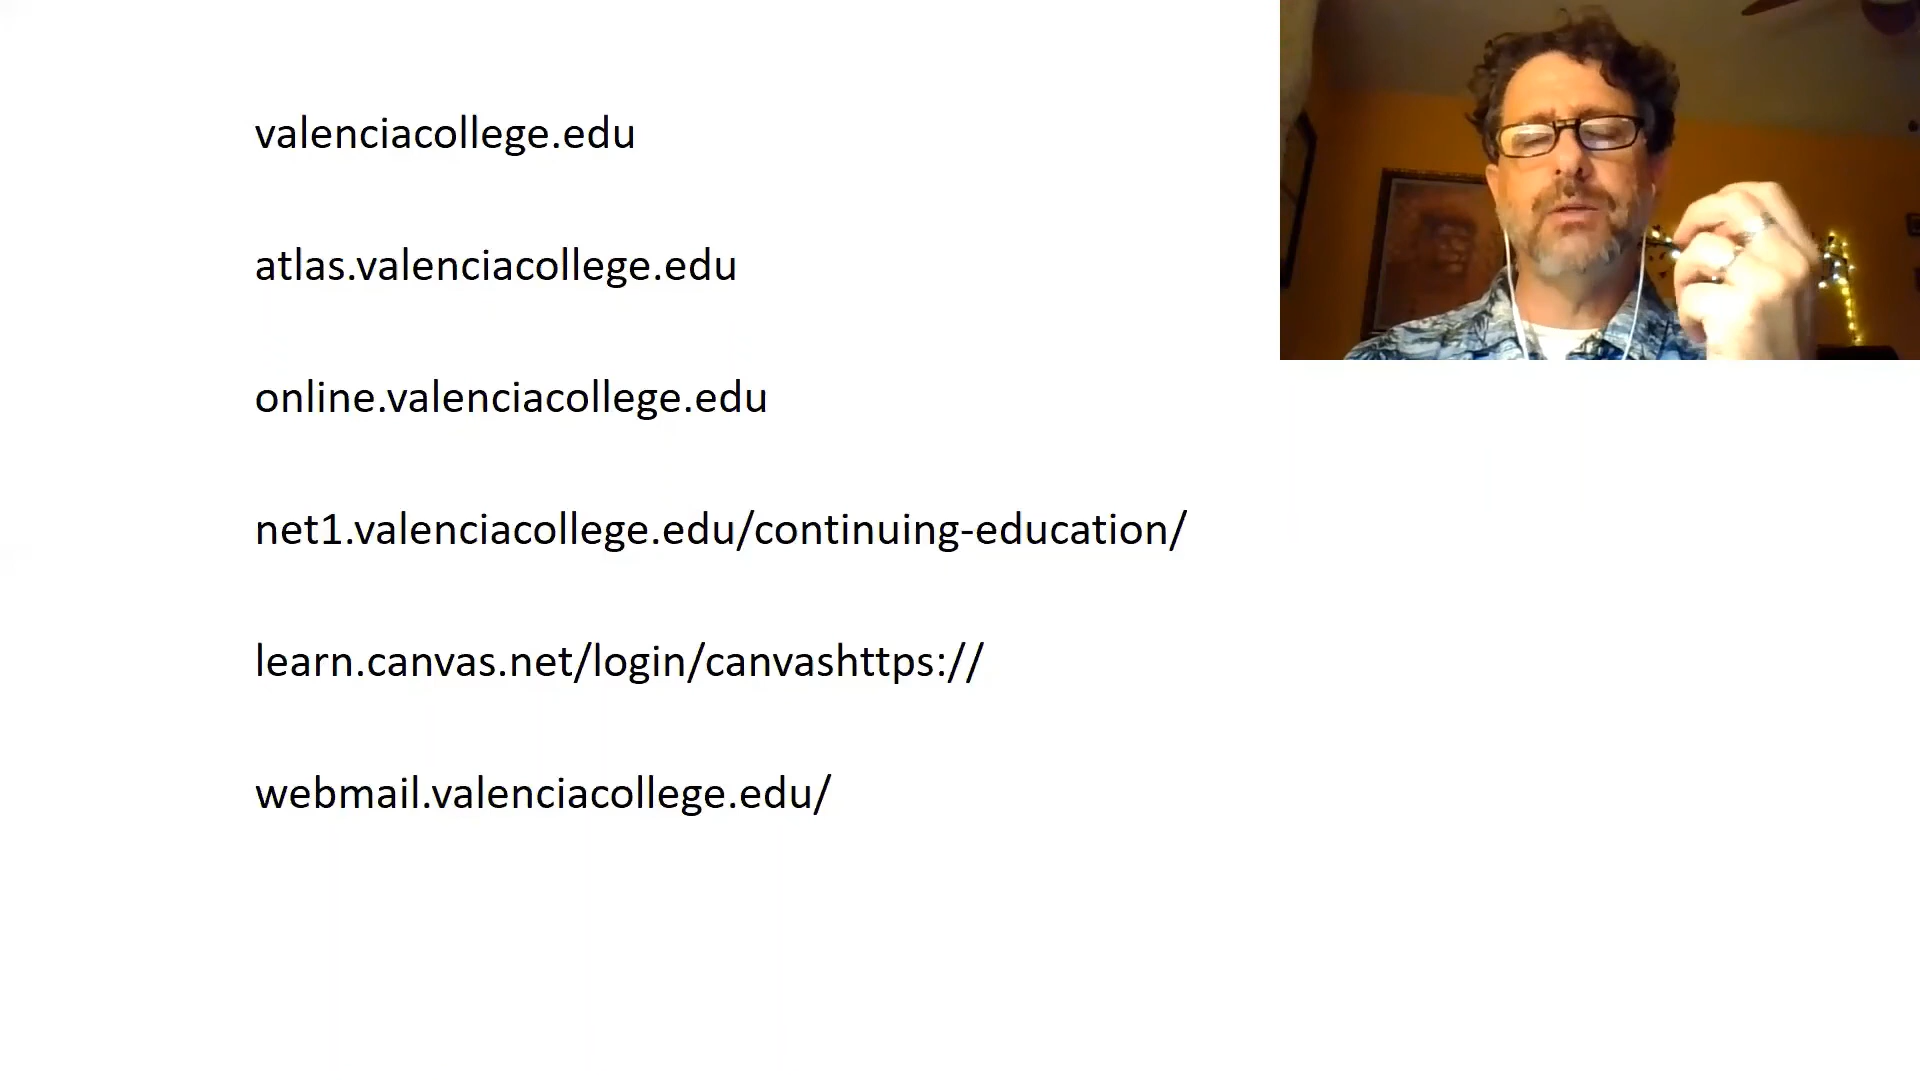 valenciacollege.edu
atlas.valenciacollege.edu
online.valenciacollege.edu
net1.valenciacollege.edu/continuing-education/
learn.canvas.net/login/canvashttps://
webmail.valenciacollege.edu/